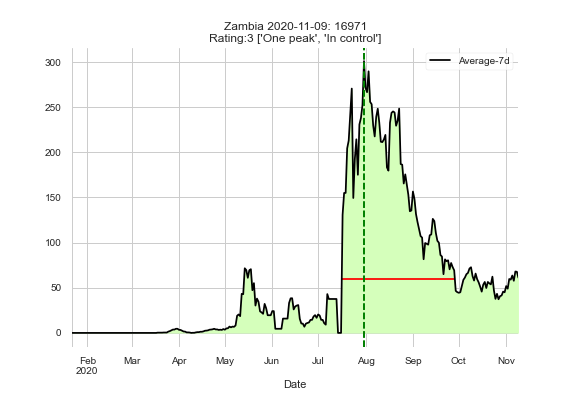 Zambia 2020-11-09: 16971
Rating:3 ['One peak', 'In control']
Average-7d
300
250
200
150
100
50
0
Feb Mar Apr May Jun Jul Aug Sep Oct Nov
2020
Date